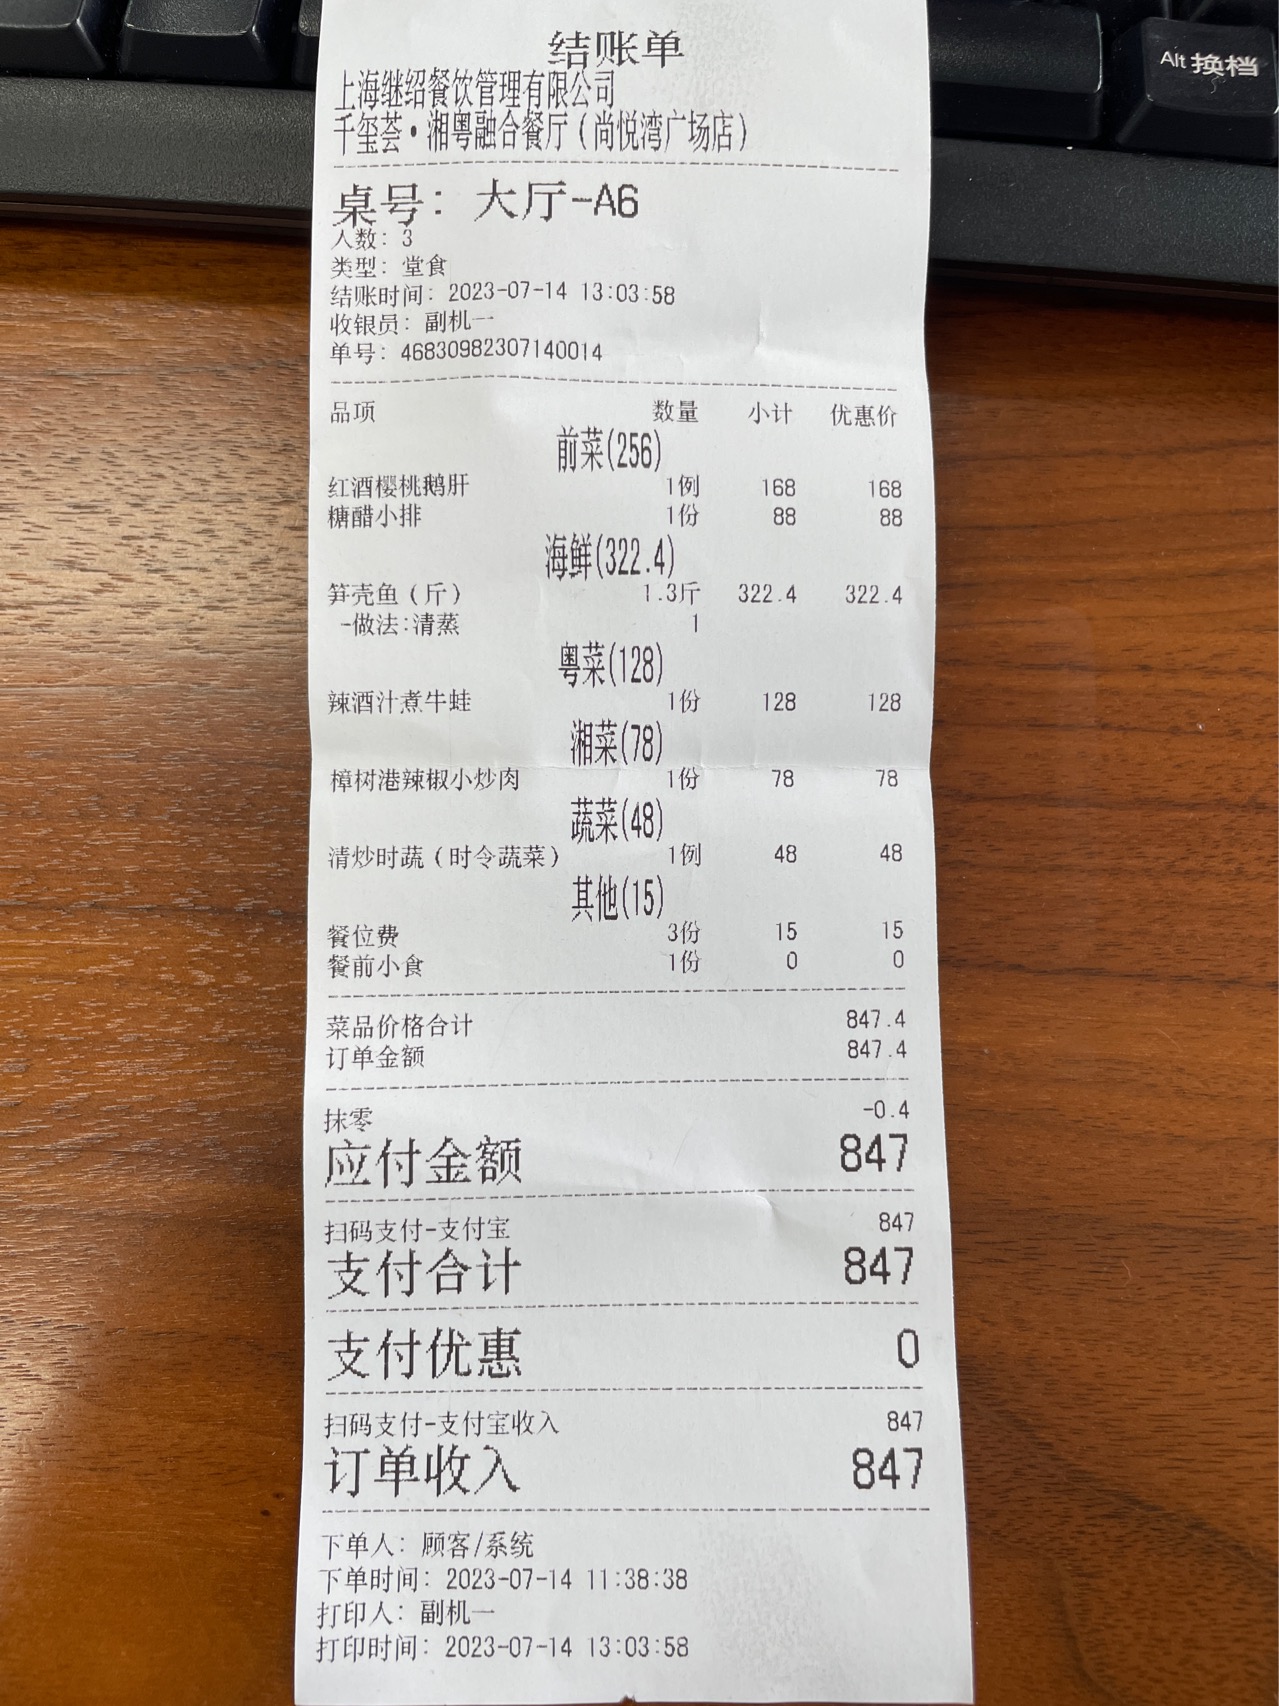 Alt 换档
结账单
上海继绍餐饮管理有限公司
千玺荟·湘粤融合餐厅（尚悦湾广场店）
桌号： 大厅-A6
人数：3
类型：堂食
结账时间：2023-07-14 13:03:58
收银员：副机一
单号：46830982307140014
品项 数量 小计 优惠价
前菜(256)
红酒樱桃鹅肝 1例 168 168
糖醋小排 1份 88 88
海鲜(322.4)
笋壳鱼（斤） 1.3斤 322.4 322.4
-做法:清蒸 1
粤菜(128)
辣酒汁煮牛蛙 1份 128 128
湘菜(78)
樟树港辣椒小炒肉 1份 78 78
蔬菜(48)
清炒时蔬（时令蔬菜） 1例 48 48
其他(15)
餐位费 3份 15 15
餐前小食 1份 0 0
菜品价格合计 847.4
订单金额 847.4
抹零 -0.4
应付金额 847
扫码支付-支付宝 847
支付合计 847
支付优惠 0
扫码支付-支付宝收入 847
订单收入 847
下单人：顾客/系统
下单时间：2023-07-14 11:38:38
打印人：副机一
打印时间：2023-07-14 13:03:58